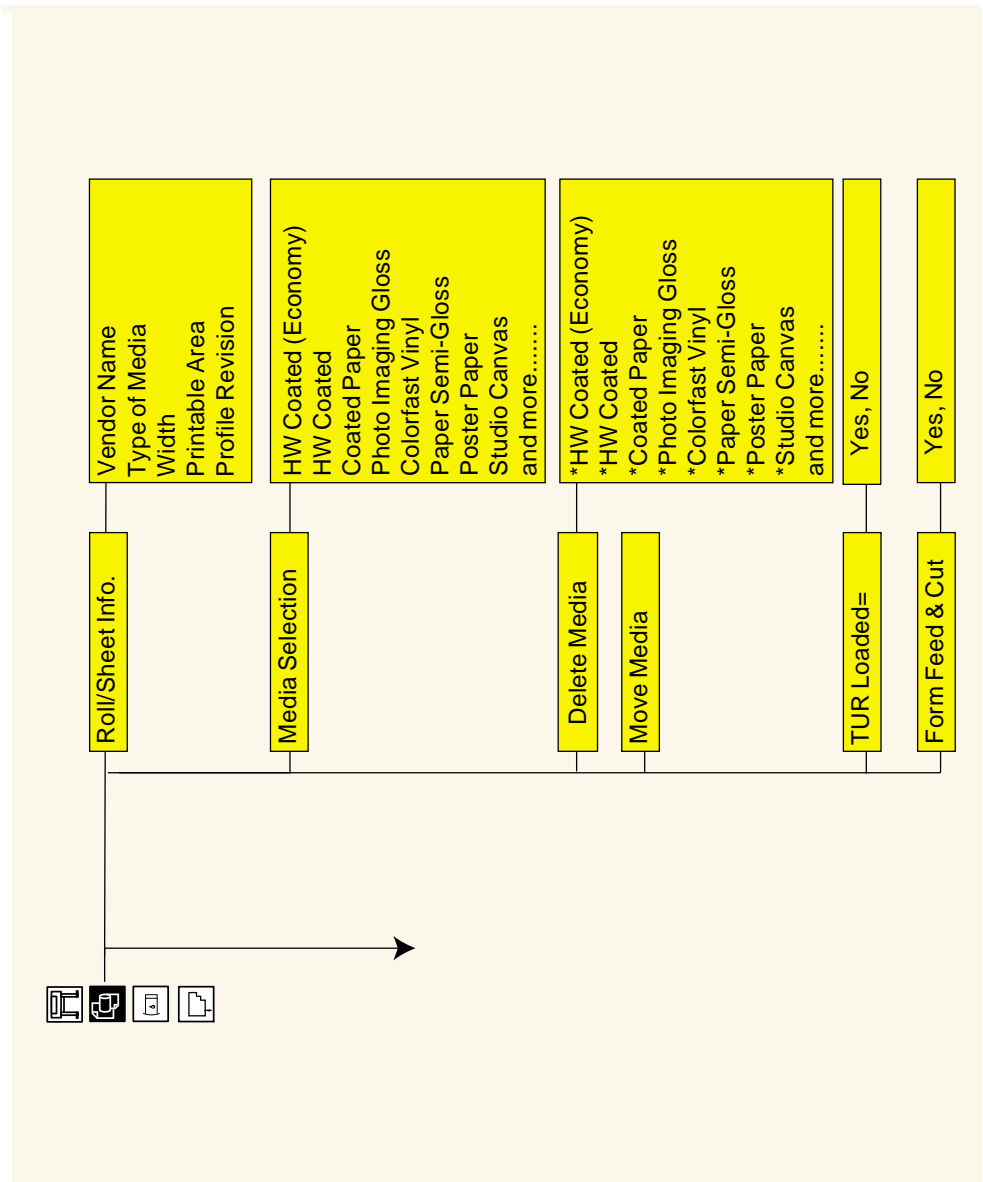 Roll/Sheet Info.
Vendor Name
Type of Media
Width
Printable Area
Profile Revision
Media Selection
HW Coated (Economy)
HW Coated
Coated Paper
Photo Imaging Gloss
Colorfast Vinyl
Paper Semi-Gloss
Poster Paper
Studio Canvas
and more.......
Delete Media
*HW Coated (Economy)
*HW Coated
*Coated Paper
*Photo Imaging Gloss
*Colorfast Vinyl
*Paper Semi-Gloss
*Poster Paper
*Studio Canvas
and more.......
Move Media
TUR Loaded=
Yes, No
Form Feed & Cut
Yes, No